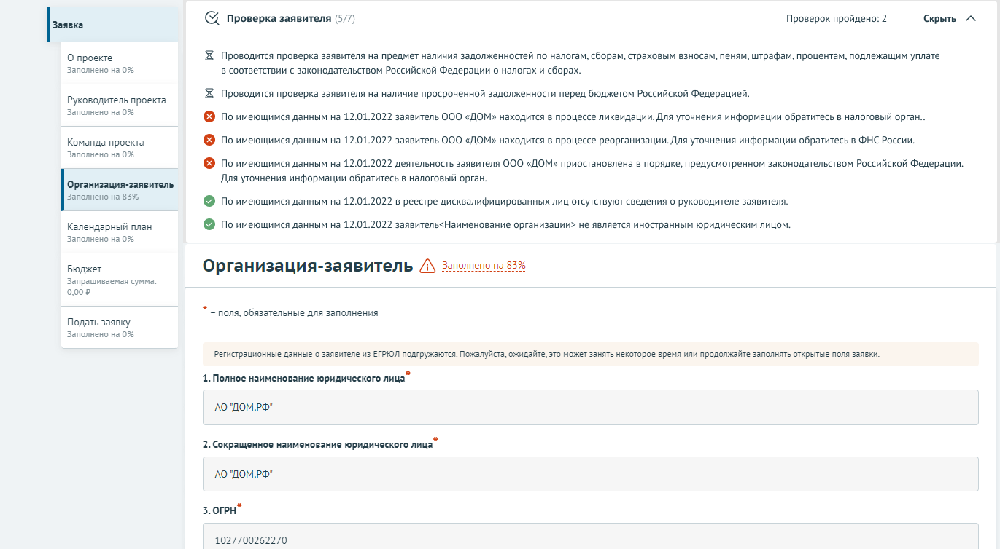 Заявка
О проекте
Заполнено на 0%
Руководитель проекта
Заполнено на 0%
Команда проекта
Заполнено на 0%
Организация-заявитель
Заполнено на 83%
Календарный план
Заполнено на 0%
Бюджет
Запрашиваемая сумма:
0,00 ₽
Подать заявку
Заполнено на 0%
Проверка заявителя (5/7)
Проверок пройдено: 2
Скрыть
Проводится проверка заявителя на предмет наличия задолженностей по налогам, сборам, страховым взносам, пеням, штрафам, процентам, подлежащим уплате
в соответствии с законодательством Российской Федерации о налогах и сборах.
Проводится проверка заявителя на наличие просроченной задолженности перед бюджетом Российской Федерацией.
По имеющимся данным на 12.01.2022 заявитель ООО «ДОМ» находится в процессе ликвидации. Для уточнения информации обратитесь в налоговый орган..
По имеющимся данным на 12.01.2022 заявитель ООО «ДОМ» находится в процессе реорганизации. Для уточнения информации обратитесь в ФНС России.
По имеющимся данным на 12.01.2022 деятельность заявителя ООО «ДОМ» приостановлена в порядке, предусмотренном законодательством Российской Федерации.
Для уточнения информации обратитесь в налоговый орган.
По имеющимся данным на 12.01.2022 в реестре дисквалифицированных лиц отсутствуют сведения о руководителе заявителя.
По имеющимся данным на 12.01.2022 заявитель<Наименование организации> не является иностранным юридическим лицом.
Организация-заявитель
Заполнено на 83%
* – поля, обязательные для заполнения
Регистрационные данные о заявителе из ЕГРЮЛ подгружаются. Пожалуйста, ожидайте, это может занять некоторое время или продолжайте заполнять открытые поля заявки.
1. Полное наименование юридического лица*
АО "ДОМ.РФ"
2. Сокращенное наименование юридического лица*
АО "ДОМ.РФ"
3. ОГРН*
1027700262270